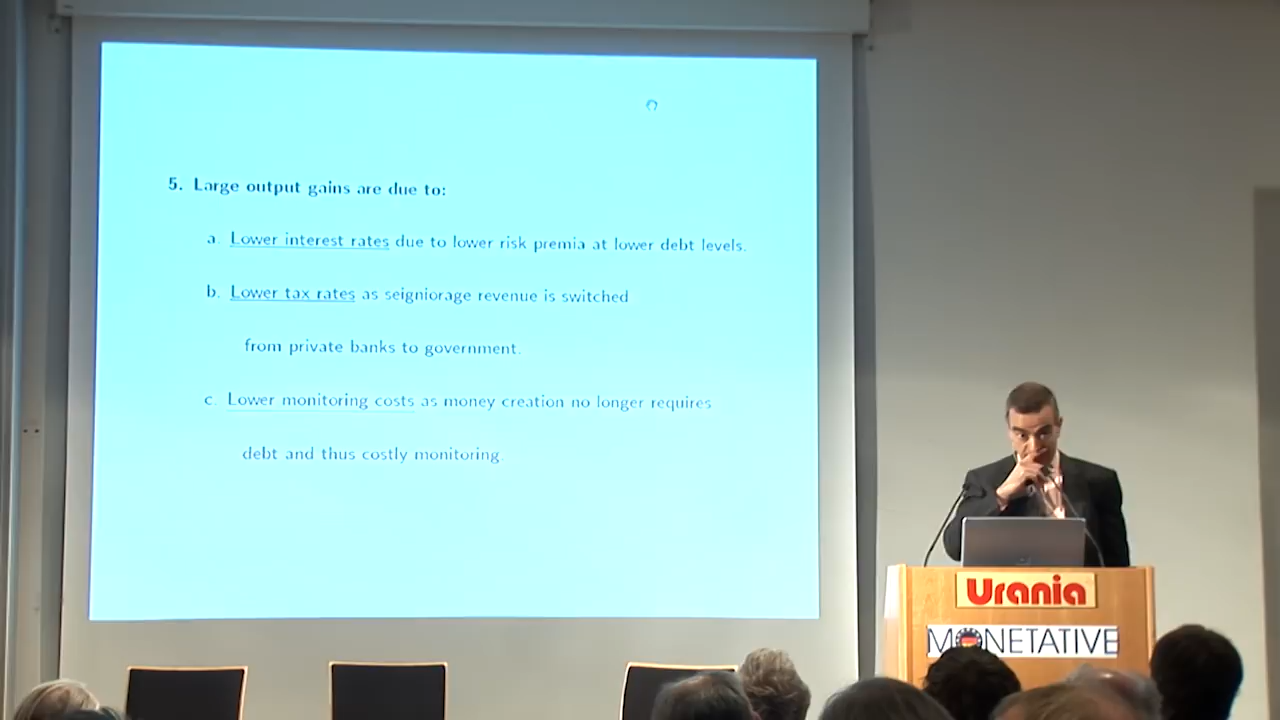 5. Large output gains are due to:
a. Lower interest rates due to lower risk premia at lower debt levels.
b. Lower tax rates as seigniorage revenue is switched
from private banks to government.
c. Lower monitoring costs as money creation no longer requires
debt and thus costly monitoring.
Urania
MONETATIVE